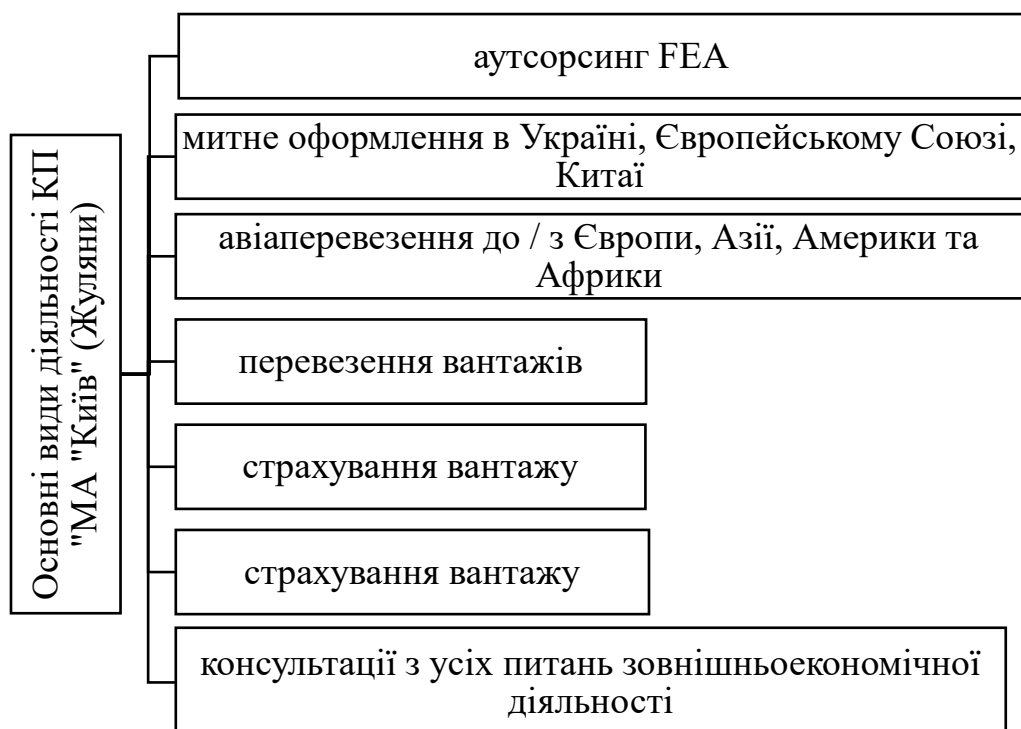 Основні види діяльності КП
"МА "Київ" (Жуляни)
аутсорсинг FEA
митне оформлення в Україні, Європейському Союзі,
Китаї
авіаперевезення до / з Європи, Азії, Америки та
Африки
перевезення вантажів
страхування вантажу
страхування вантажу
консультації з усіх питань зовнішньоекономічної
діяльності